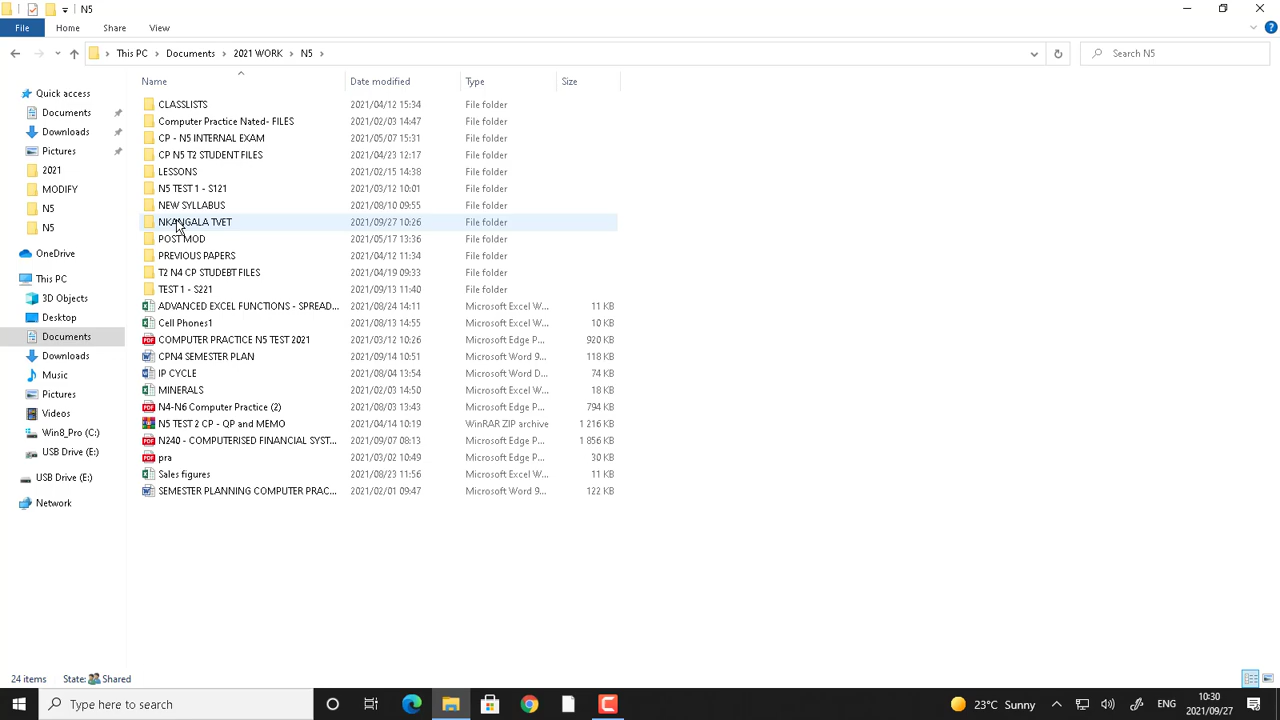 N5
File Home Share View
This PC Documents 2021 WORK N5 Search N5
Name Date modified Type Size
Quick access
Documents
Downloads
Pictures
2021
MODIFY
N5
N5
OneDrive
This PC
3D Objects
Desktop
Documents
Downloads
Music
Pictures
Videos
Win8_Pro (C:)
USB Drive (E:)
USB Drive (E:)
Network
CLASSLISTS 2021/04/12 15:34 File folder
Computer Practice Nated- FILES 2021/02/03 14:47 File folder
CP - N5 INTERNAL EXAM 2021/05/07 15:31 File folder
CP N5 T2 STUDENT FILES 2021/04/23 12:17 File folder
LESSONS 2021/02/15 14:38 File folder
N5 TEST 1 - S121 2021/03/12 10:01 File folder
NEW SYLLABUS 2021/08/10 09:55 File folder
NKANGALA TVET 2021/09/27 10:26 File folder
POST MOD 2021/05/17 13:36 File folder
PREVIOUS PAPERS 2021/04/12 11:34 File folder
T2 N4 CP STUDEBT FILES 2021/04/19 09:33 File folder
TEST 1 - S221 2021/09/13 11:40 File folder
ADVANCED EXCEL FUNCTIONS - SPREAD... 2021/08/24 14:11 Microsoft Excel W... 11 KB
Cell Phones1 2021/08/13 14:55 Microsoft Excel W... 10 KB
COMPUTER PRACTICE N5 TEST 2021 2021/03/12 10:26 Microsoft Edge P... 920 KB
CPN4 SEMESTER PLAN 2021/09/14 10:51 Microsoft Word 9... 118 KB
IP CYCLE 2021/08/04 13:54 Microsoft Word D... 74 KB
MINERALS 2021/02/03 14:50 Microsoft Excel W... 18 KB
N4-N6 Computer Practice (2) 2021/08/03 13:43 Microsoft Edge P... 794 KB
N5 TEST 2 CP - QP and MEMO 2021/04/14 10:19 WinRAR ZIP archive 1 216 KB
N240 - COMPUTERISED FINANCIAL SYST... 2021/09/07 08:13 Microsoft Edge P... 1 856 KB
pra 2021/03/02 10:49 Microsoft Edge P... 30 KB
Sales figures 2021/08/23 11:56 Microsoft Excel W... 11 KB
SEMESTER PLANNING COMPUTER PRAC... 2021/02/01 09:47 Microsoft Word 9... 122 KB
24 items State: Shared
Type here to search 23°C Sunny ENG 10:30
2021/09/27